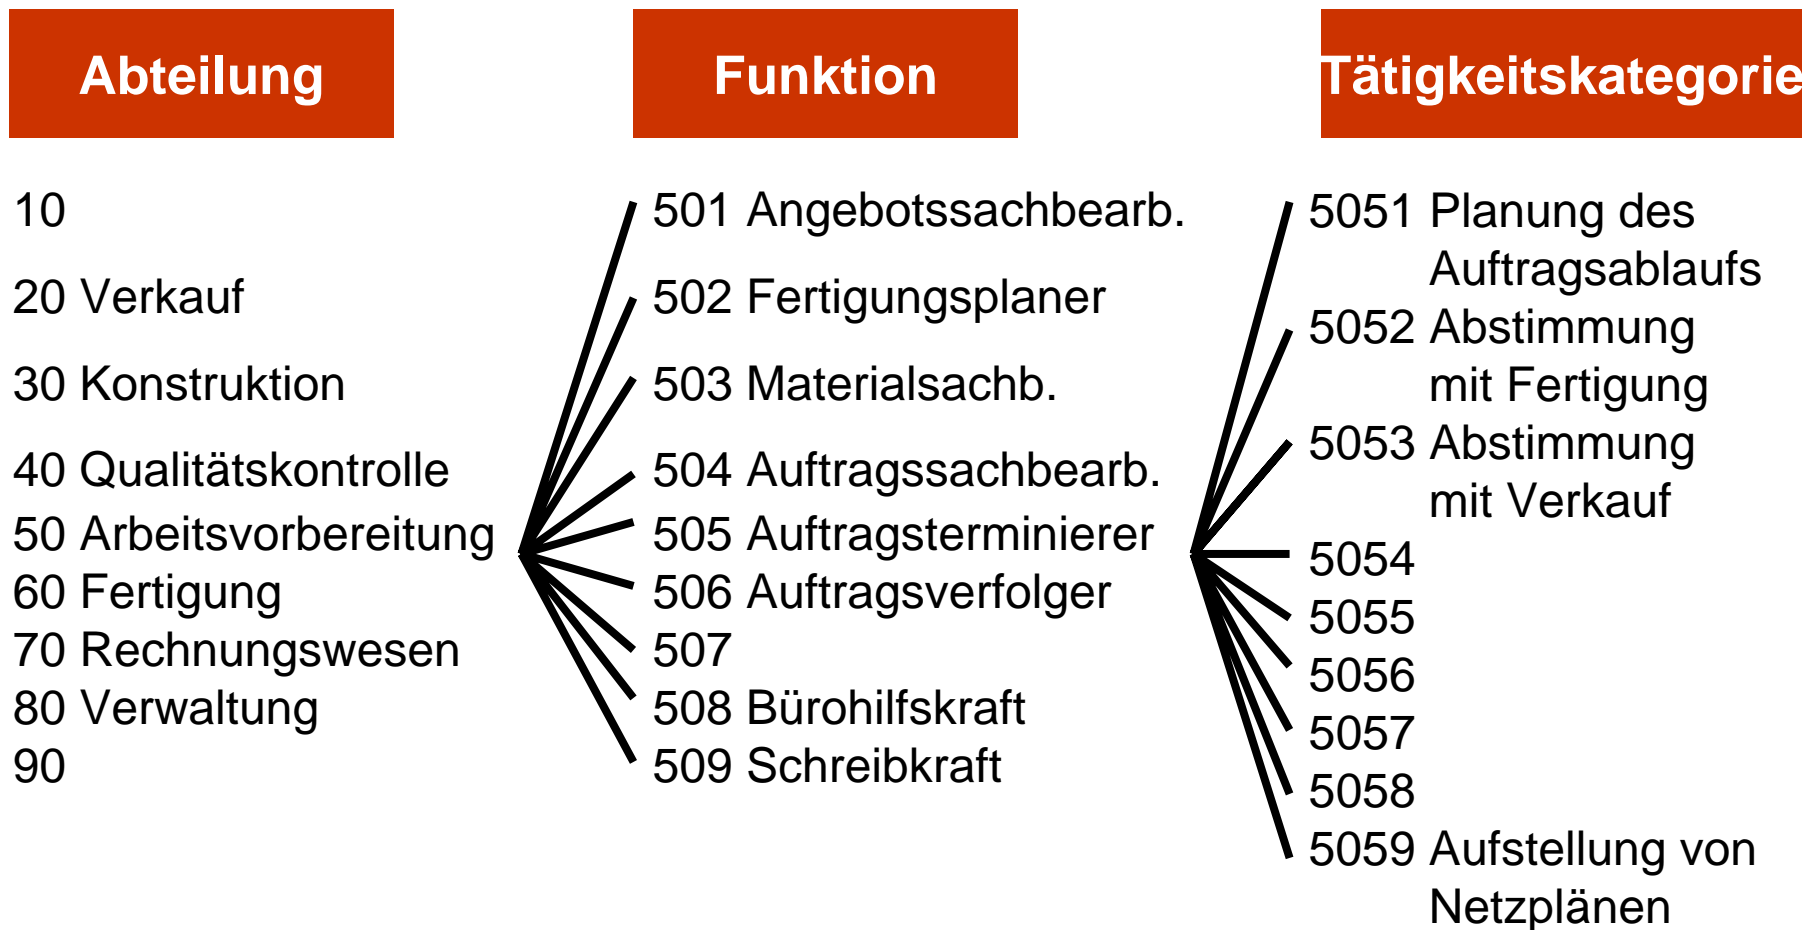 Abteilung
10
20 Verkauf
30 Konstruktion
40 Qualitätskontrolle
50 Arbeitsvorbereitung
60 Fertigung
70 Rechnungswesen
80 Verwaltung
90
Funktion
501 Angebotssachbearb.
502 Fertigungsplaner
503 Materialsachb.
504 Auftragssachbearb.
505 Auftragsterminierer
506 Auftragsverfolger
507
508 Bürohilfskraft
509 Schreibkraft
Tätigkeitskategorie
5051 Planung des
Auftragsablaufs
5052 Abstimmung
mit Fertigung
5053 Abstimmung
mit Verkauf
5054
5055
5056
5057
5058
5059 Aufstellung von
Netzplänen